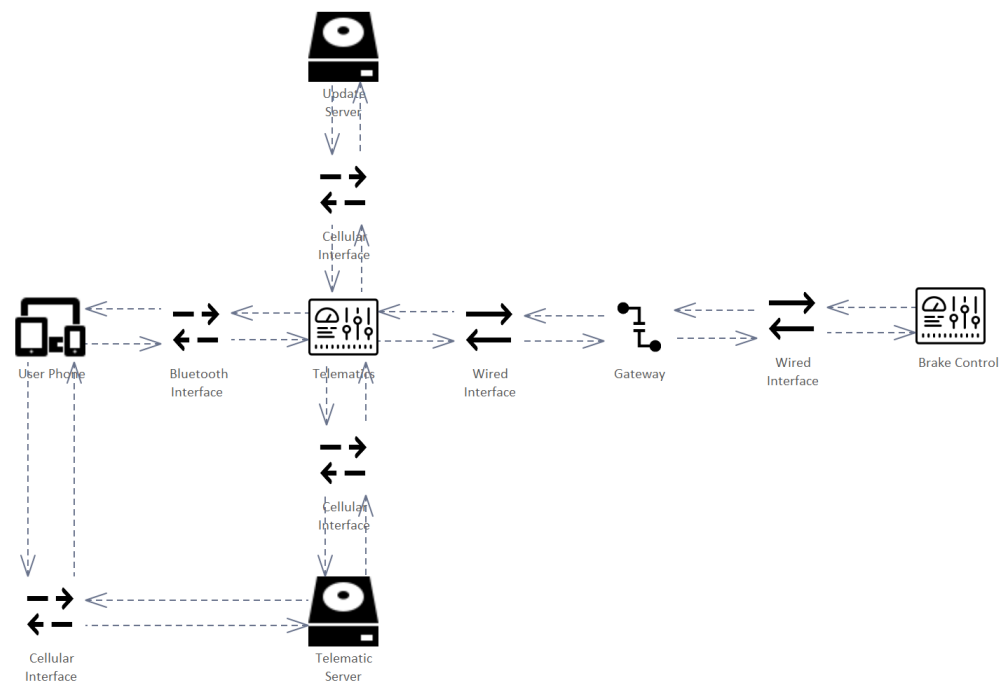 Update
Server
Cellular
Interface
User Phone
Bluetooth
Interface
Telematics
Wired
Interface
Gateway
Wired
Interface
Brake Control
Cellular
Interface
Cellular
Interface
Telematic
Server